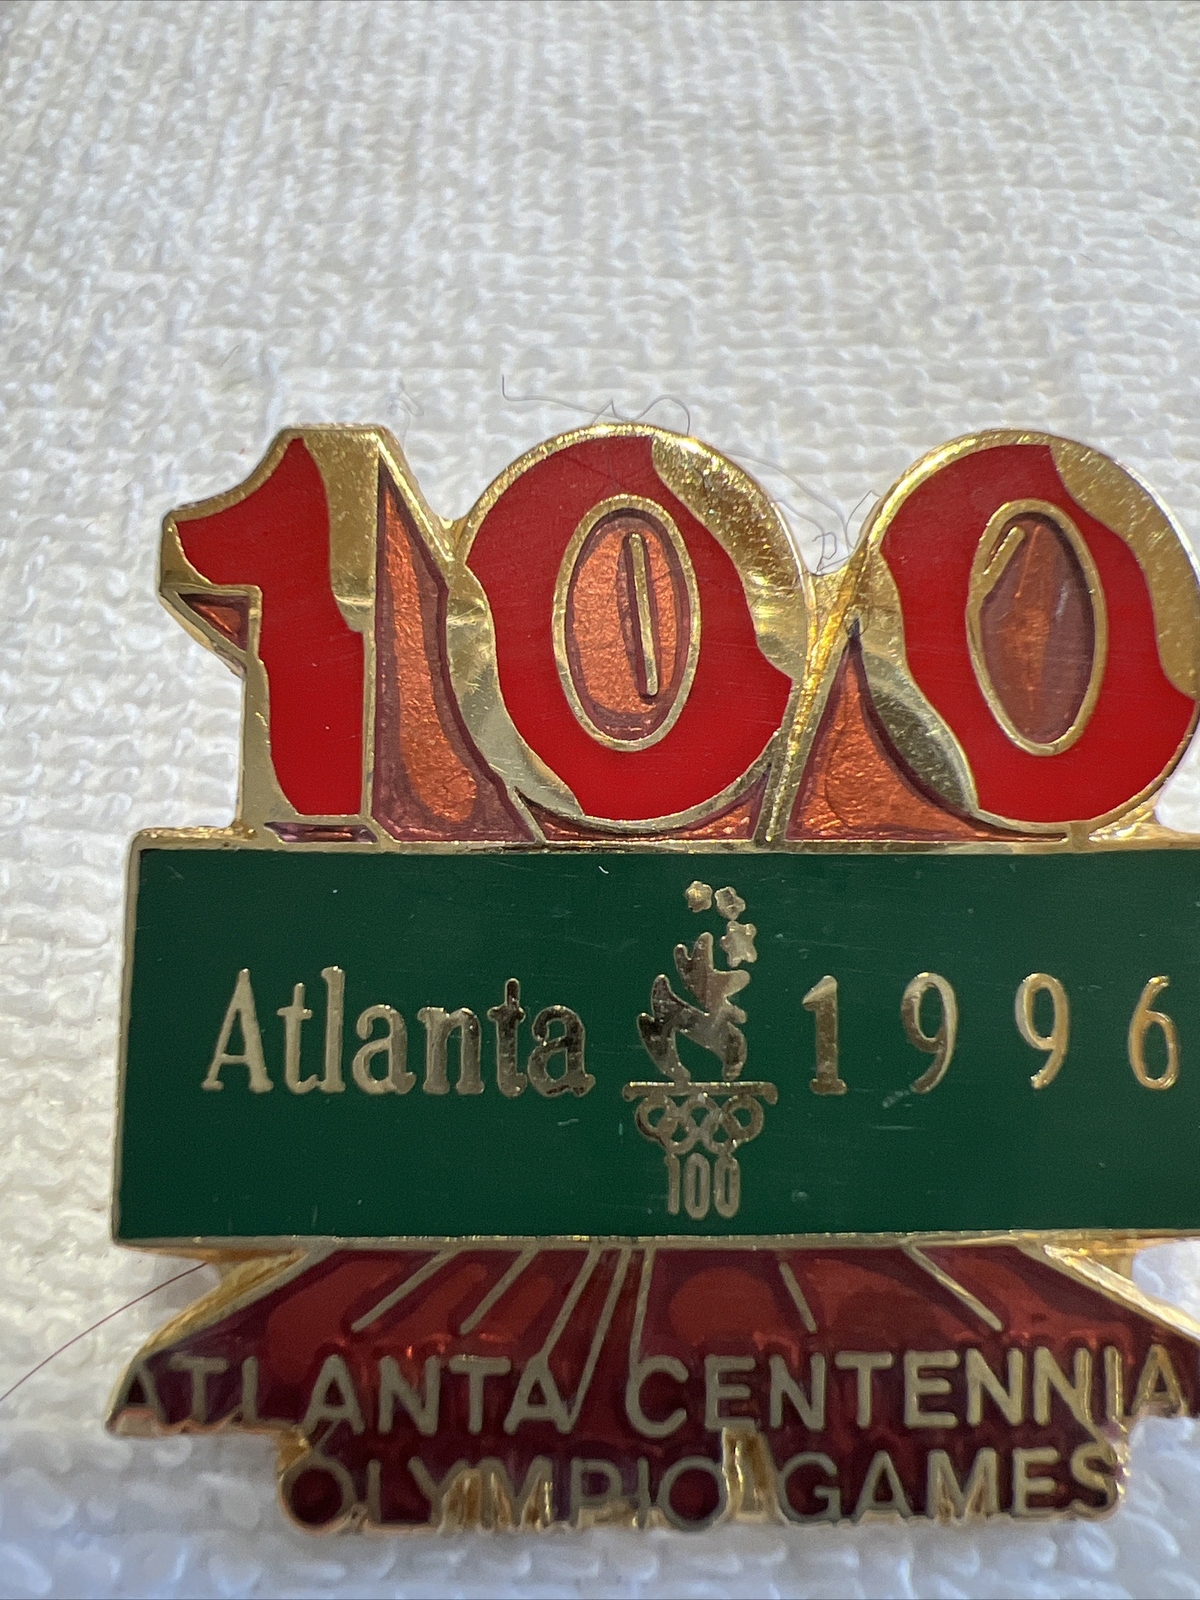 100
Atlanta 1996
100
ATLANTA CENTENNIA
OLYMPIC GAMES